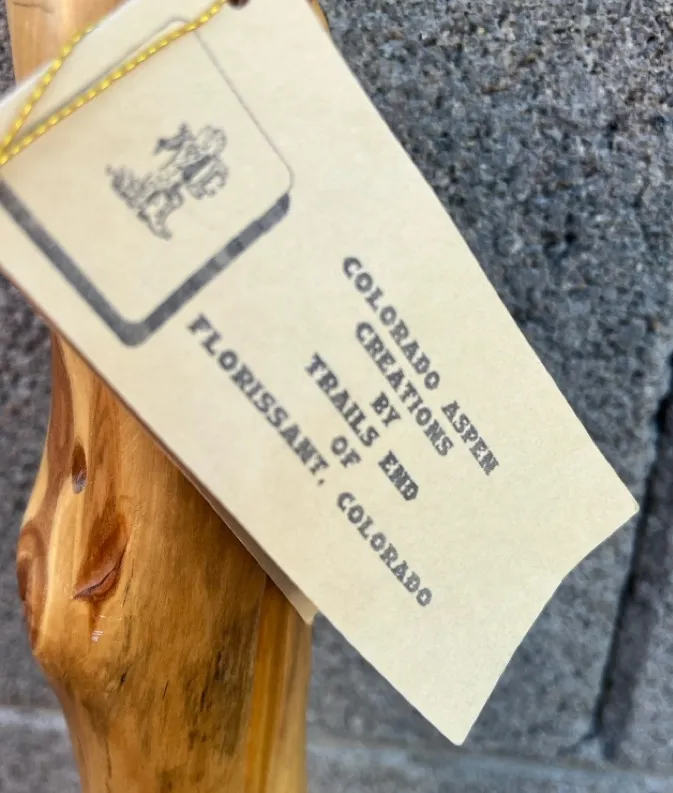 COLORADO ASPEN
CREATIONS
BY
TRAILS END
OF
FLORISSANT, COLORADO